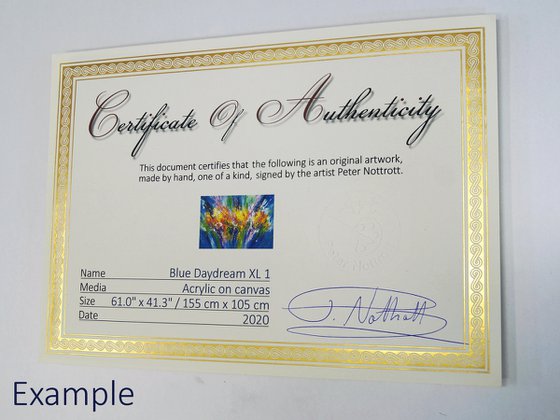 Certificate Of Authenticity
This document certifies that the following is an original artwork,
made by hand, one of a kind, signed by the artist Peter Nottrott.
Name Blue Daydream XL 1
Media Acrylic on canvas
Size 61.0" x 41.3" / 155 cm x 105 cm
Date 2020
P. Nottrott
Example